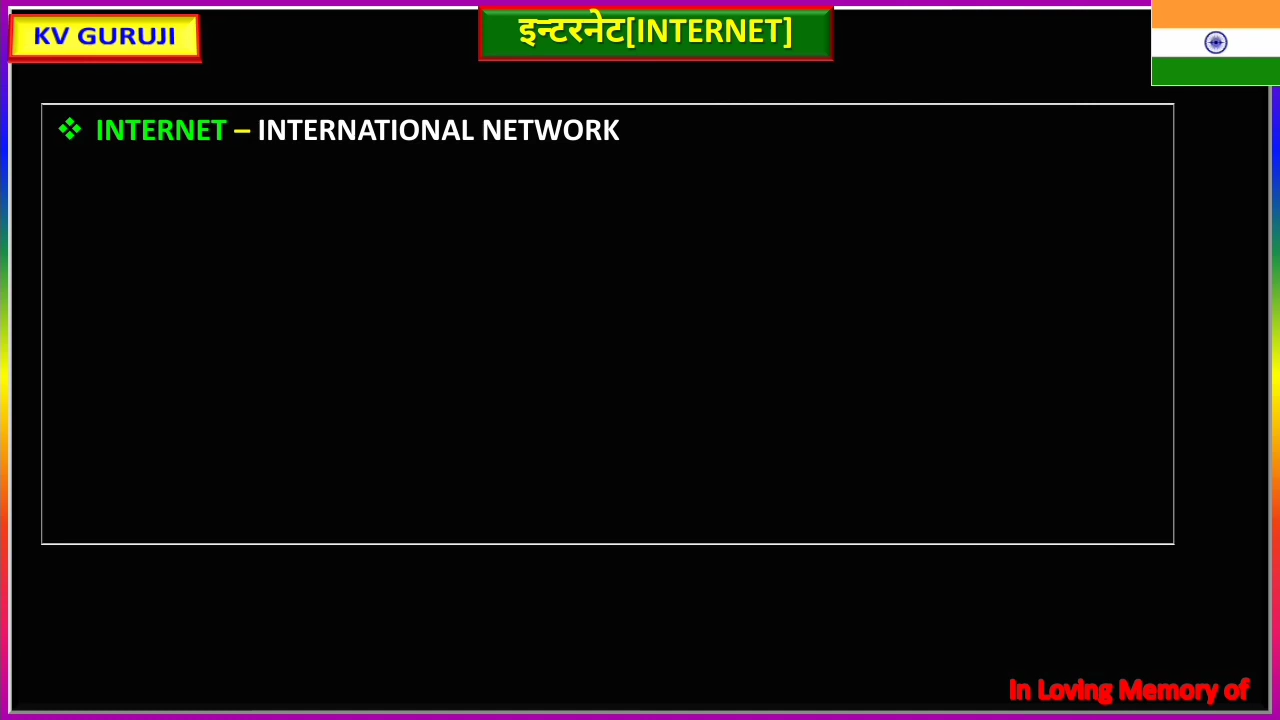 KV GURUJI
इन्टरनेट[INTERNET]
❖ INTERNET – INTERNATIONAL NETWORK
In Loving Memory of